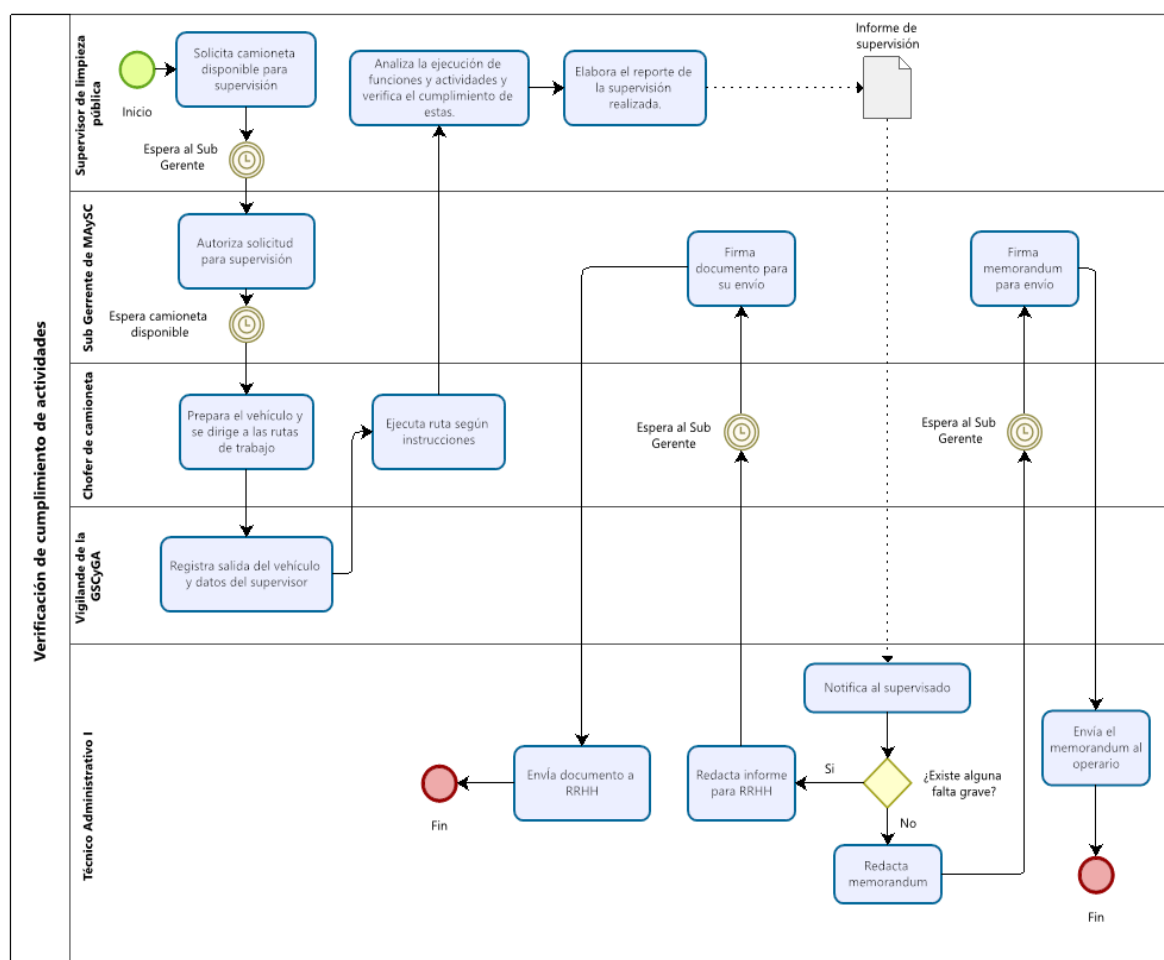 Verificación de cumplimiento de actividades
Supervisor de limpieza
pública
Inicio
Solicita camioneta
disponible para
supervisión
Espera al Sub
Gerente
Analiza la ejecución de
funciones y actividades y
verifica el cumplimiento de
estas.
Elabora el reporte de
la supervisión
realizada.
Informe de
supervisión
Sub Gerrente de MAySC
Autoriza solicitud
para supervisión
Espera camioneta
disponible
Firma
documento para
su envío
Firma
memorandum
para envio
Chofer de camioneta
Prepara el vehículo y
se dirige a las rutas
de trabajo
Ejecuta ruta según
instrucciones
Espera al Sub
Gerente
Espera al Sub
Gerente
Vigilande de la
GSCyGA
Registra salida del vehículo
y datos del supervisor
Técnico Administrativo I
Notifica al supervisado
¿Existe alguna
falta grave?
Si
No
Redacta informe
para RRHH
EnvÍa documento a
RRHH
Fin
Redacta
memorandum
Envía el
memorandum al
operario
Fin